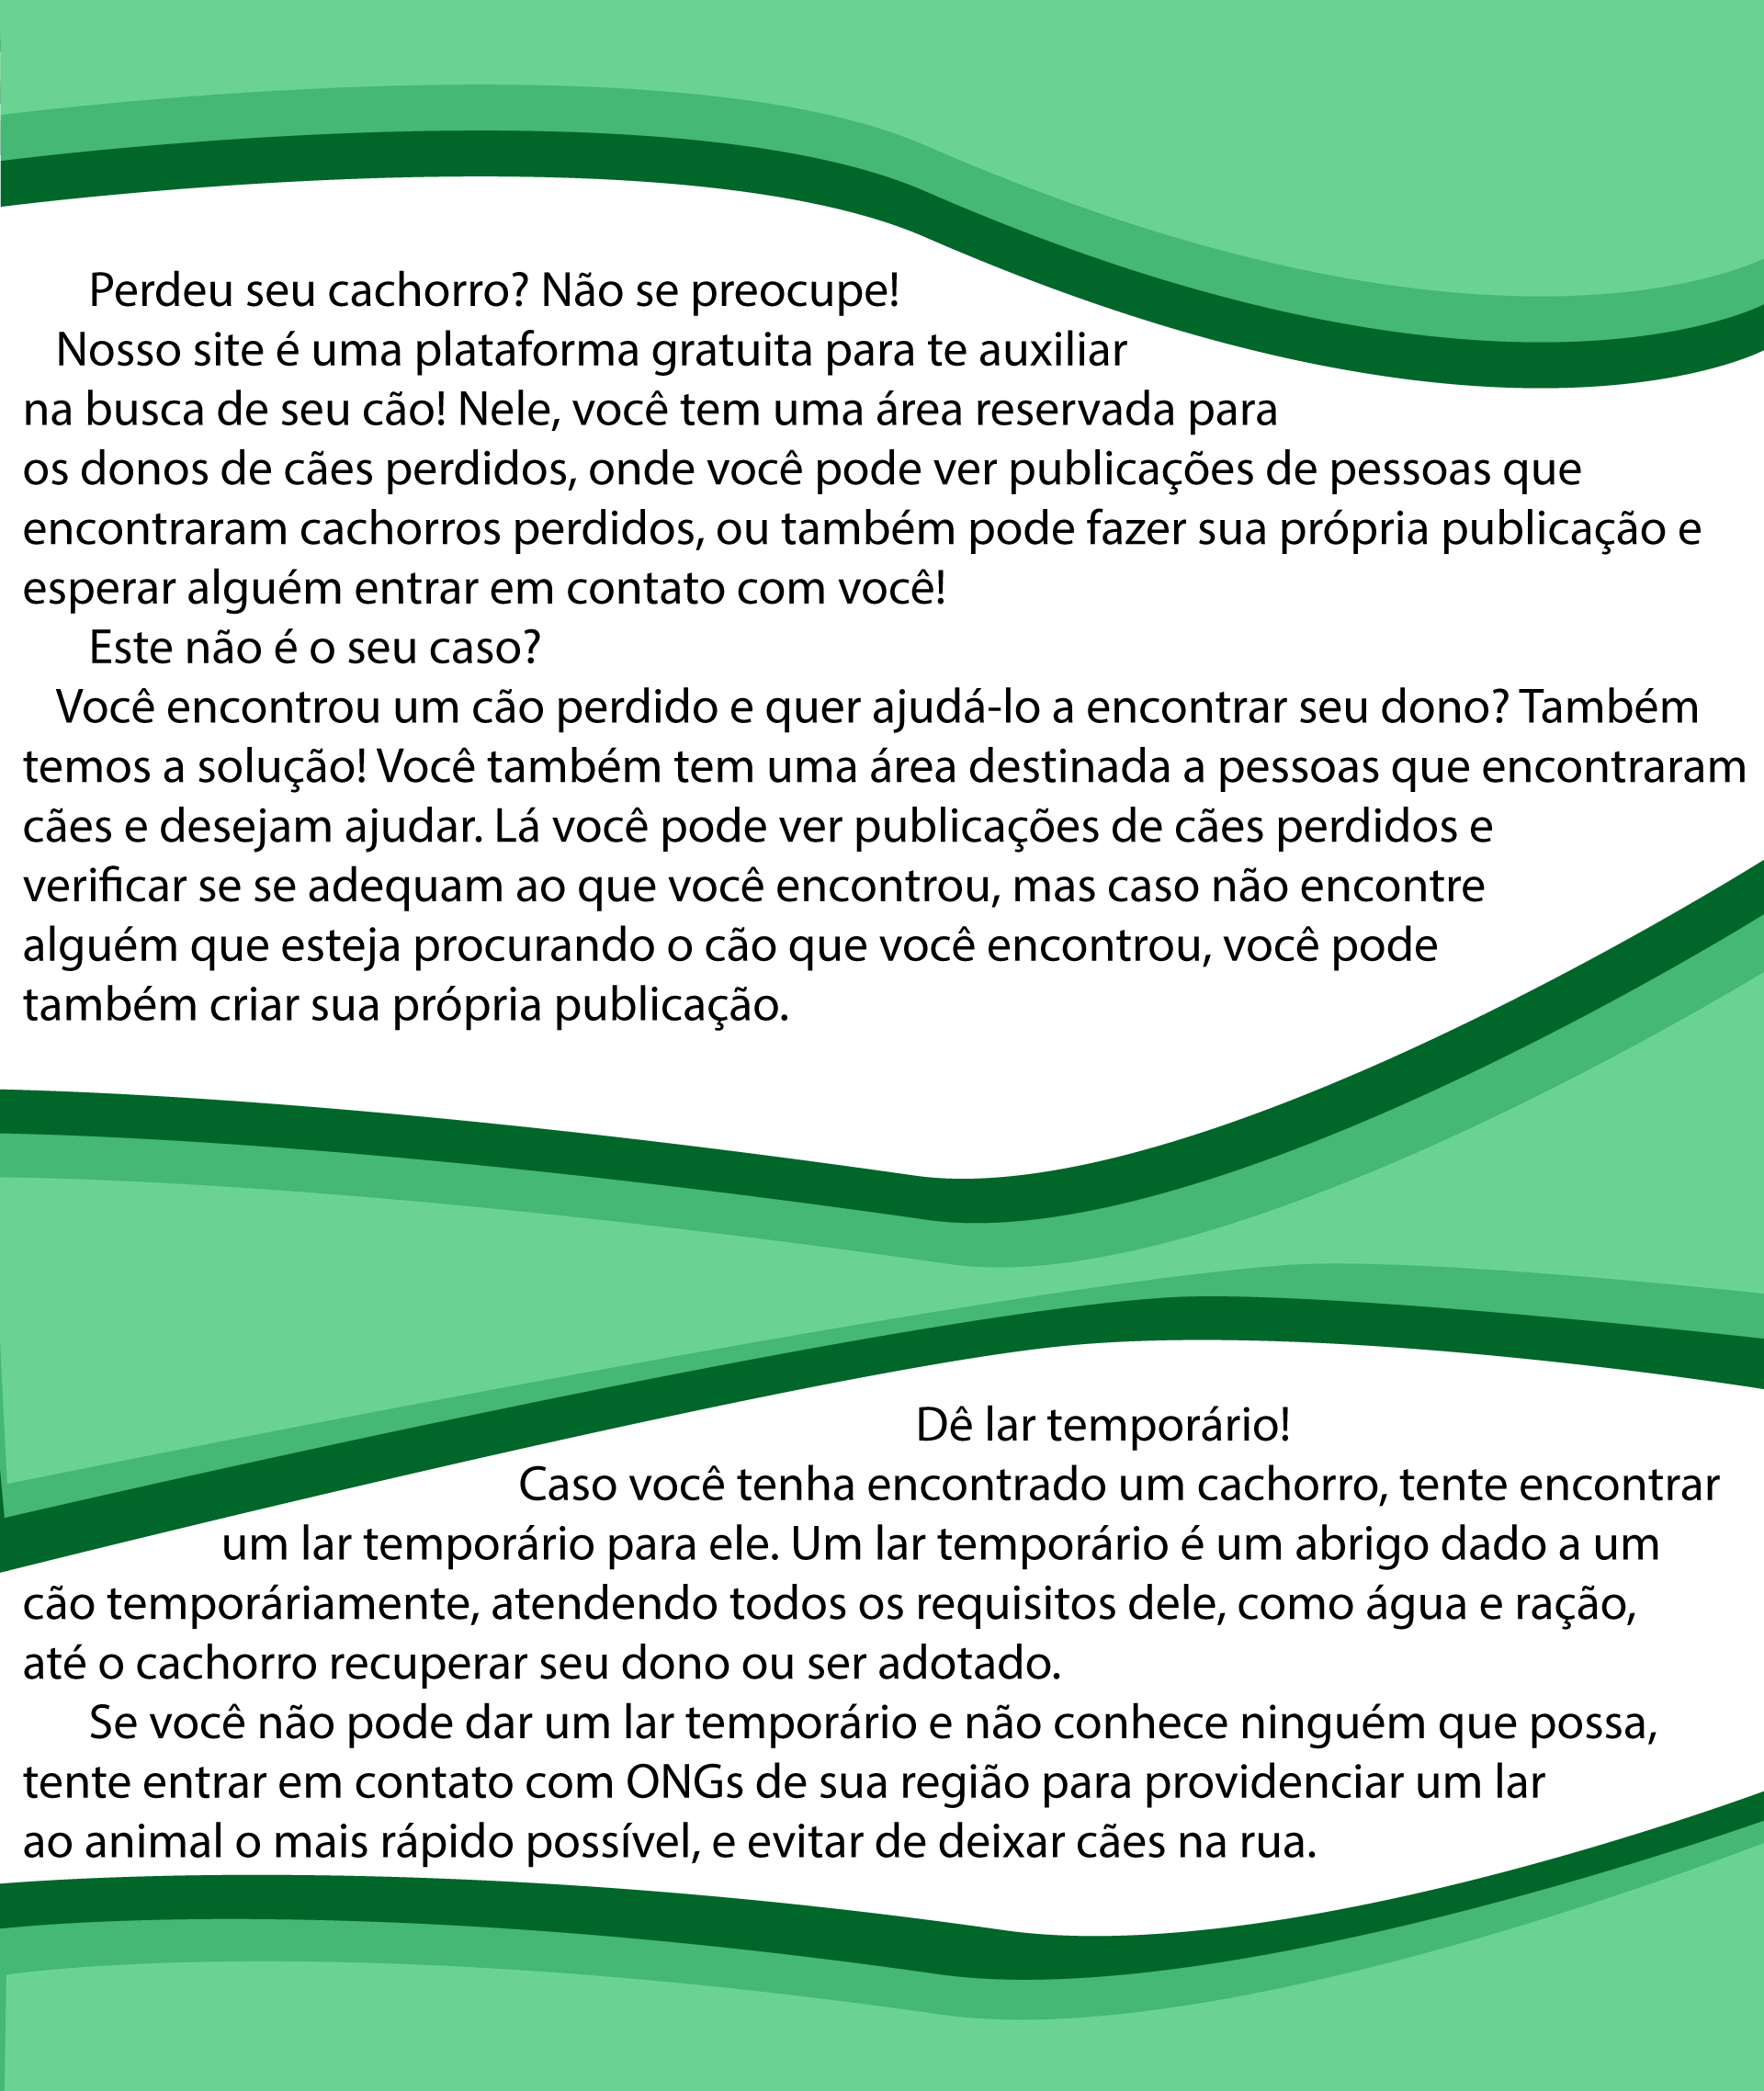 Perdeu seu cachorro? Não se preocupe!
Nosso site é uma plataforma gratuita para te auxiliar
na busca de seu cão! Nele, você tem uma área reservada para
os donos de cães perdidos, onde você pode ver publicações de pessoas que
encontraram cachorros perdidos, ou também pode fazer sua própria publicação e
esperar alguém entrar em contato com você!
Este não é o seu caso?
Você encontrou um cão perdido e quer ajudá-lo a encontrar seu dono? Também
temos a solução! Você também tem uma área destinada a pessoas que encontraram
cães e desejam ajudar. Lá você pode ver publicações de cães perdidos e
verificar se se adequam ao que você encontrou, mas caso não encontre
alguém que esteja procurando o cão que você encontrou, você pode
também criar sua própria publicação.
Dê lar temporário!
Caso você tenha encontrado um cachorro, tente encontrar
um lar temporário para ele. Um lar temporário é um abrigo dado a um
cão temporáriamente, atendendo todos os requisitos dele, como água e ração,
até o cachorro recuperar seu dono ou ser adotado.
Se você não pode dar um lar temporário e não conhece ninguém que possa,
tente entrar em contato com ONGs de sua região para providenciar um lar
ao animal o mais rápido possível, e evitar de deixar cães na rua.